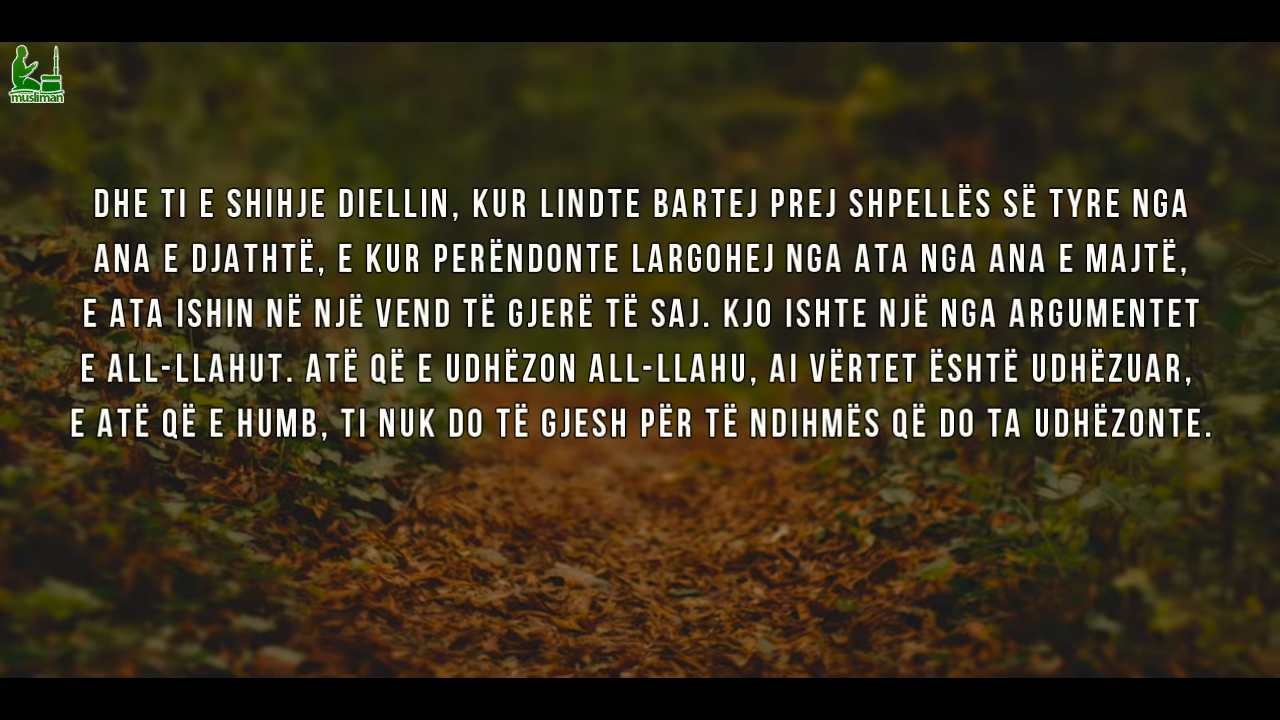 musliman
DHE TI E SHIHJE DIELLIN, KUR LINDTE BARTEJ PREJ SHPELLËS SË TYRE NGA
ANA E DJATHTË, E KUR PERËNDONTE LARGOHEJ NGA ATA NGA ANA E MAJTË,
E ATA ISHIN NË NJË VEND TË GJERË TË SAJ. KJO ISHTE NJË NGA ARGUMENTET
E ALL-LLAHUT. ATË QË E UDHËZON ALL-LLAHU, AI VËRTET ËSHTË UDHËZUAR,
E ATË QË E HUMB, TI NUK DO TË GJESH PËR TË NDIHMËS QË DO TA UDHËZONTE.